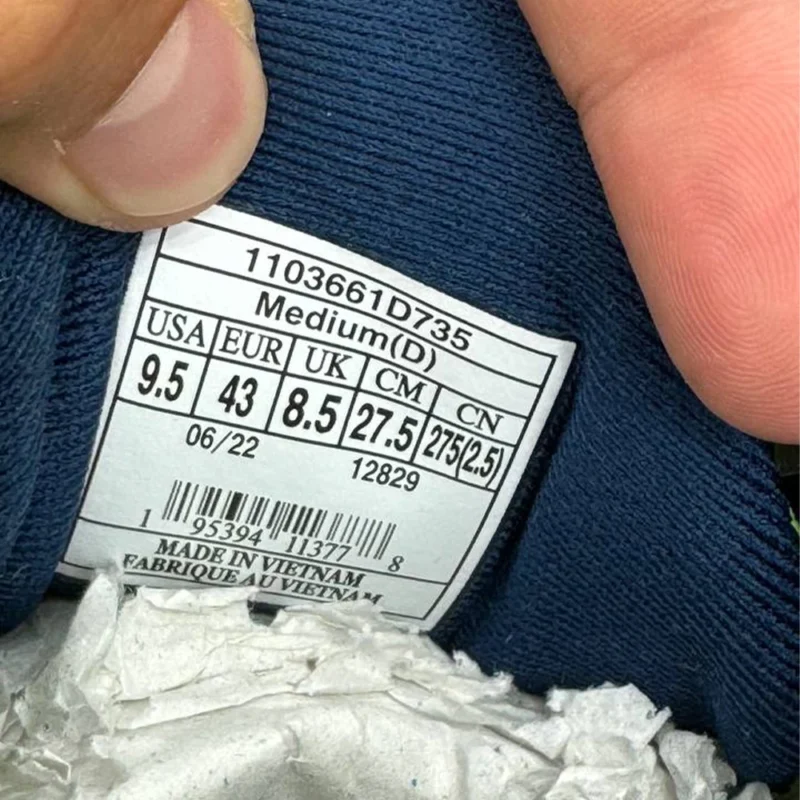 1103661D735
Medium(D)
USA EUR UK CM CN
9.5 43 8.5 27.5 275(2.5)
06/22 12829
1 95394 11377 8
MADE IN VIETNAM
FABRIQUE AU VIETNAM